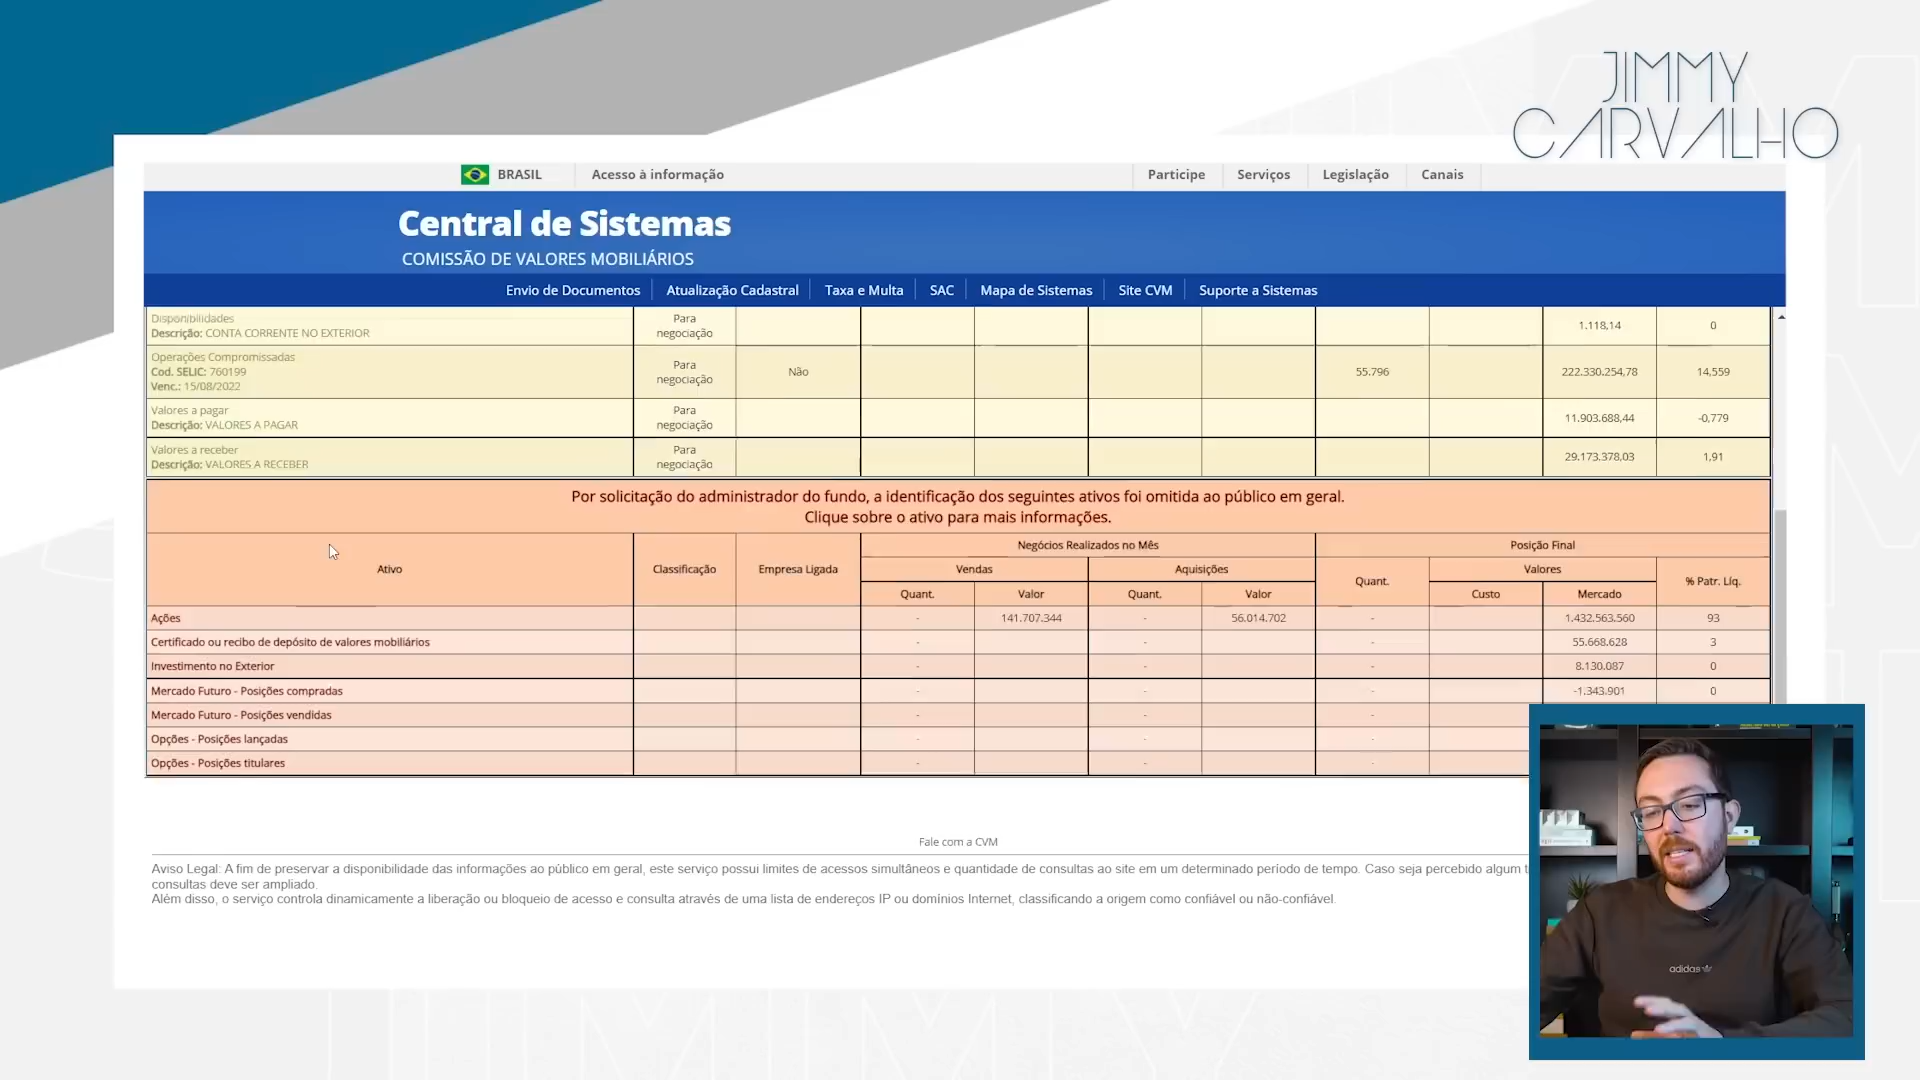 JIMMY
CARVALHO
BRASIL Acesso à informação Participe Serviços Legislação Canais
Central de Sistemas
COMISSÃO DE VALORES MOBILIÁRIOS
Envio de Documentos Atualização Cadastral Taxa e Multa SAC Mapa de Sistemas Site CVM Suporte a Sistemas
Disponibilidades
Descrição: CONTA CORRENTE NO EXTERIOR
Para
negociação
1.118,14 0
Operações Compromissadas
Cod. SELIC: 760199
Venc.: 15/08/2022
Para
negociação
Não 55.796 222.330.254,78 14,559
Valores a pagar
Descrição: VALORES A PAGAR
Para
negociação
11.903.688,44 -0,779
Valores a receber
Descrição: VALORES A RECEBER
Para
negociação
29.173.378,03 1,91
Por solicitação do administrador do fundo, a identificação dos seguintes ativos foi omitida ao público em geral.
Clique sobre o ativo para mais informações.
Ativo Classificação Empresa Ligada
Negócios Realizados no Mês Posição Final
Vendas Aquisições Quant. Valores % Patr. Líq.
Quant. Valor Quant. Valor Custo Mercado
Ações - 141.707.344 - 56.014.702 - 1.432.563.560 93
Certificado ou recibo de depósito de valores mobiliários - - - 55.668.628 3
Investimento no Exterior - - - 8.130.087 0
Mercado Futuro - Posições compradas - - - -1.343.901 0
Mercado Futuro - Posições vendidas - - -
Opções - Posições lançadas - - -
Opções - Posições titulares - - -
Fale com a CVM
Aviso Legal: A fim de preservar a disponibilidade das informações ao público em geral, este serviço possui limites de acessos simultâneos e quantidade de consultas ao site em um determinado período de tempo. Caso seja percebido algum t
consultas deve ser ampliado.
Além disso, o serviço controla dinamicamente a liberação ou bloqueio de acesso e consulta através de uma lista de endereços IP ou domínios Internet, classificando a origem como confiável ou não-confiável.
adidas